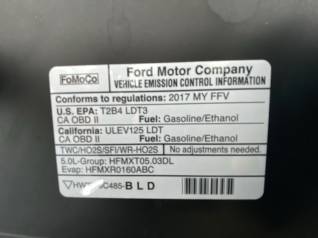 FoMoCo
Ford Motor Company
VEHICLE EMISSION CONTROL INFORMATION
Conforms to regulations: 2017 MY FFV
U.S. EPA: T2B4 LDT3
CA OBD II Fuel: Gasoline/Ethanol
California: ULEV125 LDT
CA OBD II Fuel: Gasoline/Ethanol
TWC/HO2S/SFI/WR-HO2S No adjustments needed.
5.0L-Group: HFMXT05.03DL
Evap: HFMXR0160ABC
BLD